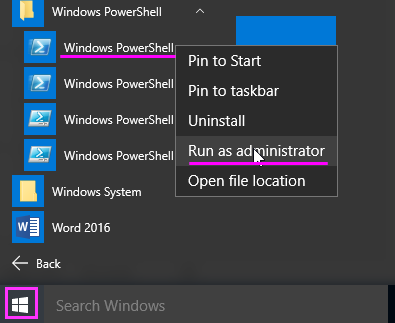 Windows PowerShell
Windows PowerShell
Windows PowerShell
Windows PowerShell
Windows PowerShell
Pin to Start
Pin to taskbar
Uninstall
Run as administrator
Open file location
Windows System
Word 2016
Back
Search Windows